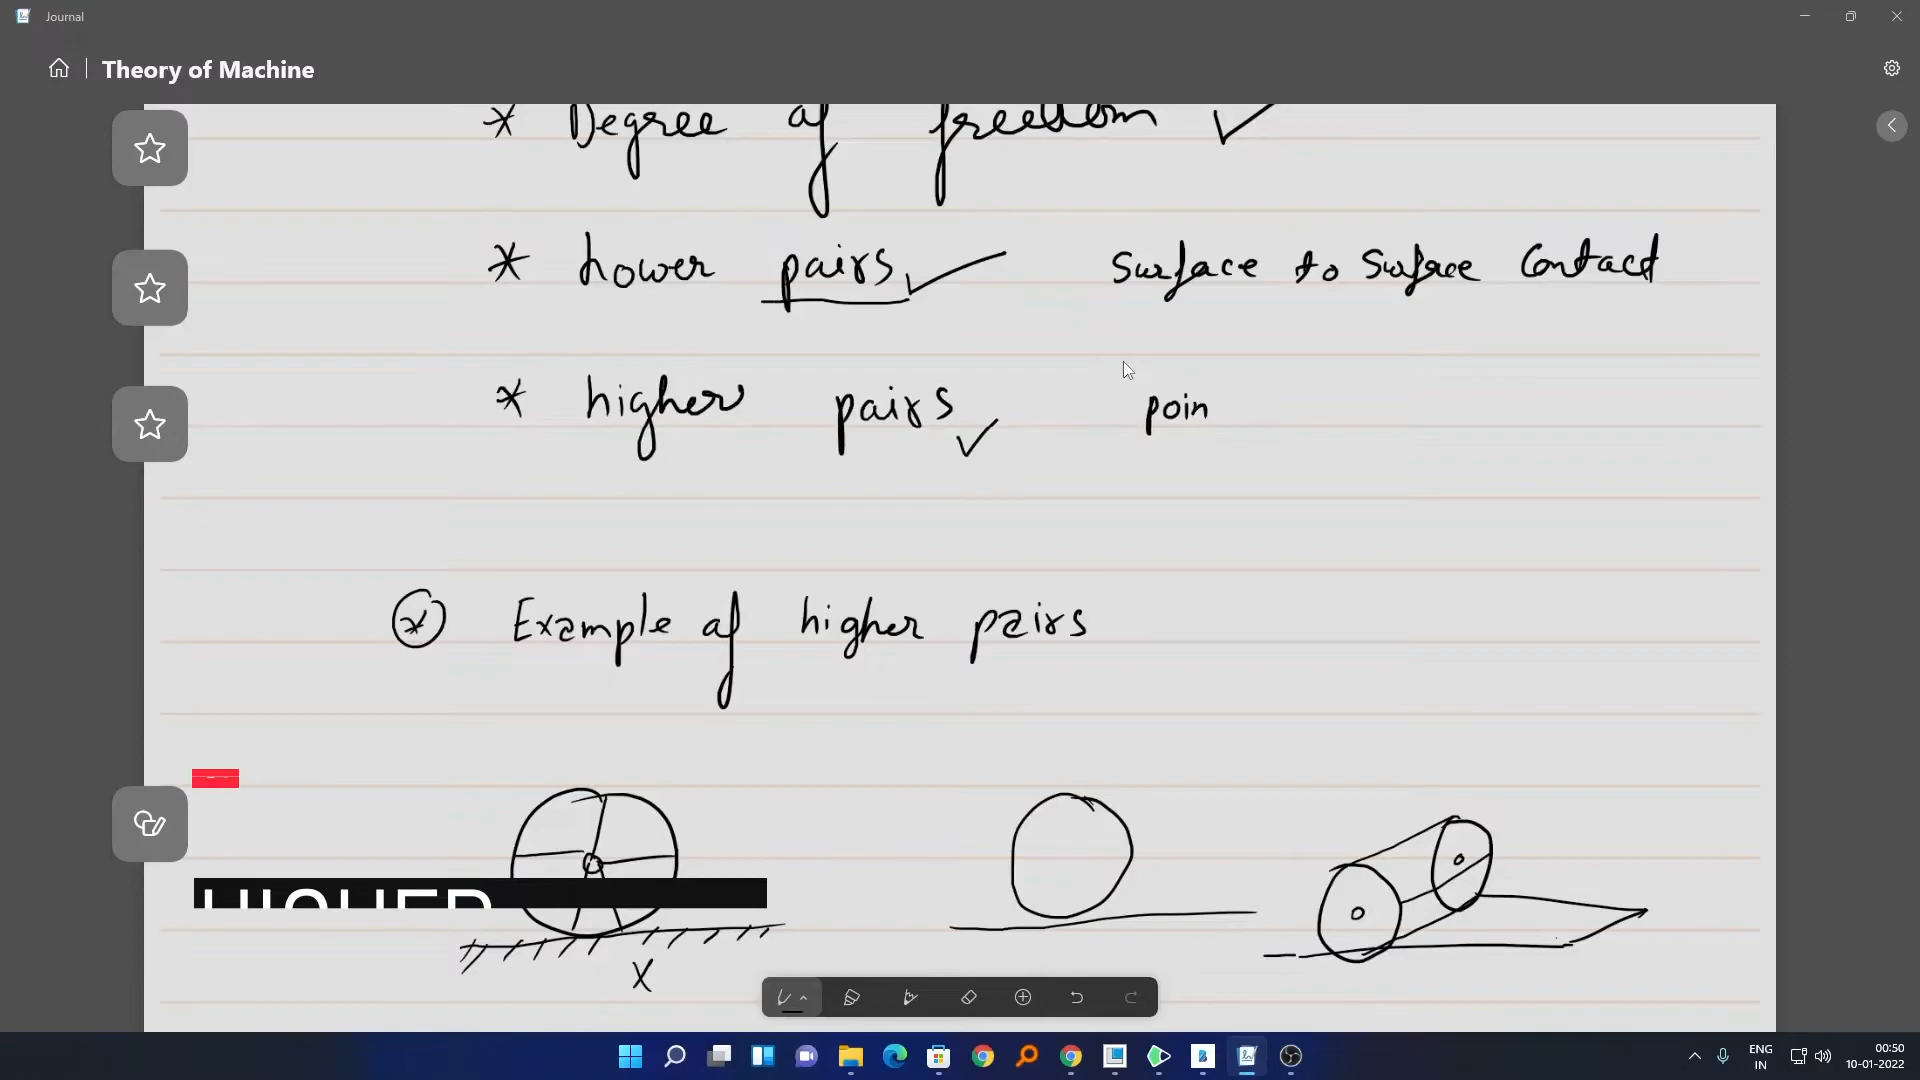 Journal
Theory of Machine
* Degree of freedom ✓
* Lower pairs ✓ Surface to Surface Contact
* higher pairs ✓ poin
* Example of higher pairs
HIGHER
X
ENG
IN
00:50
10-01-2022